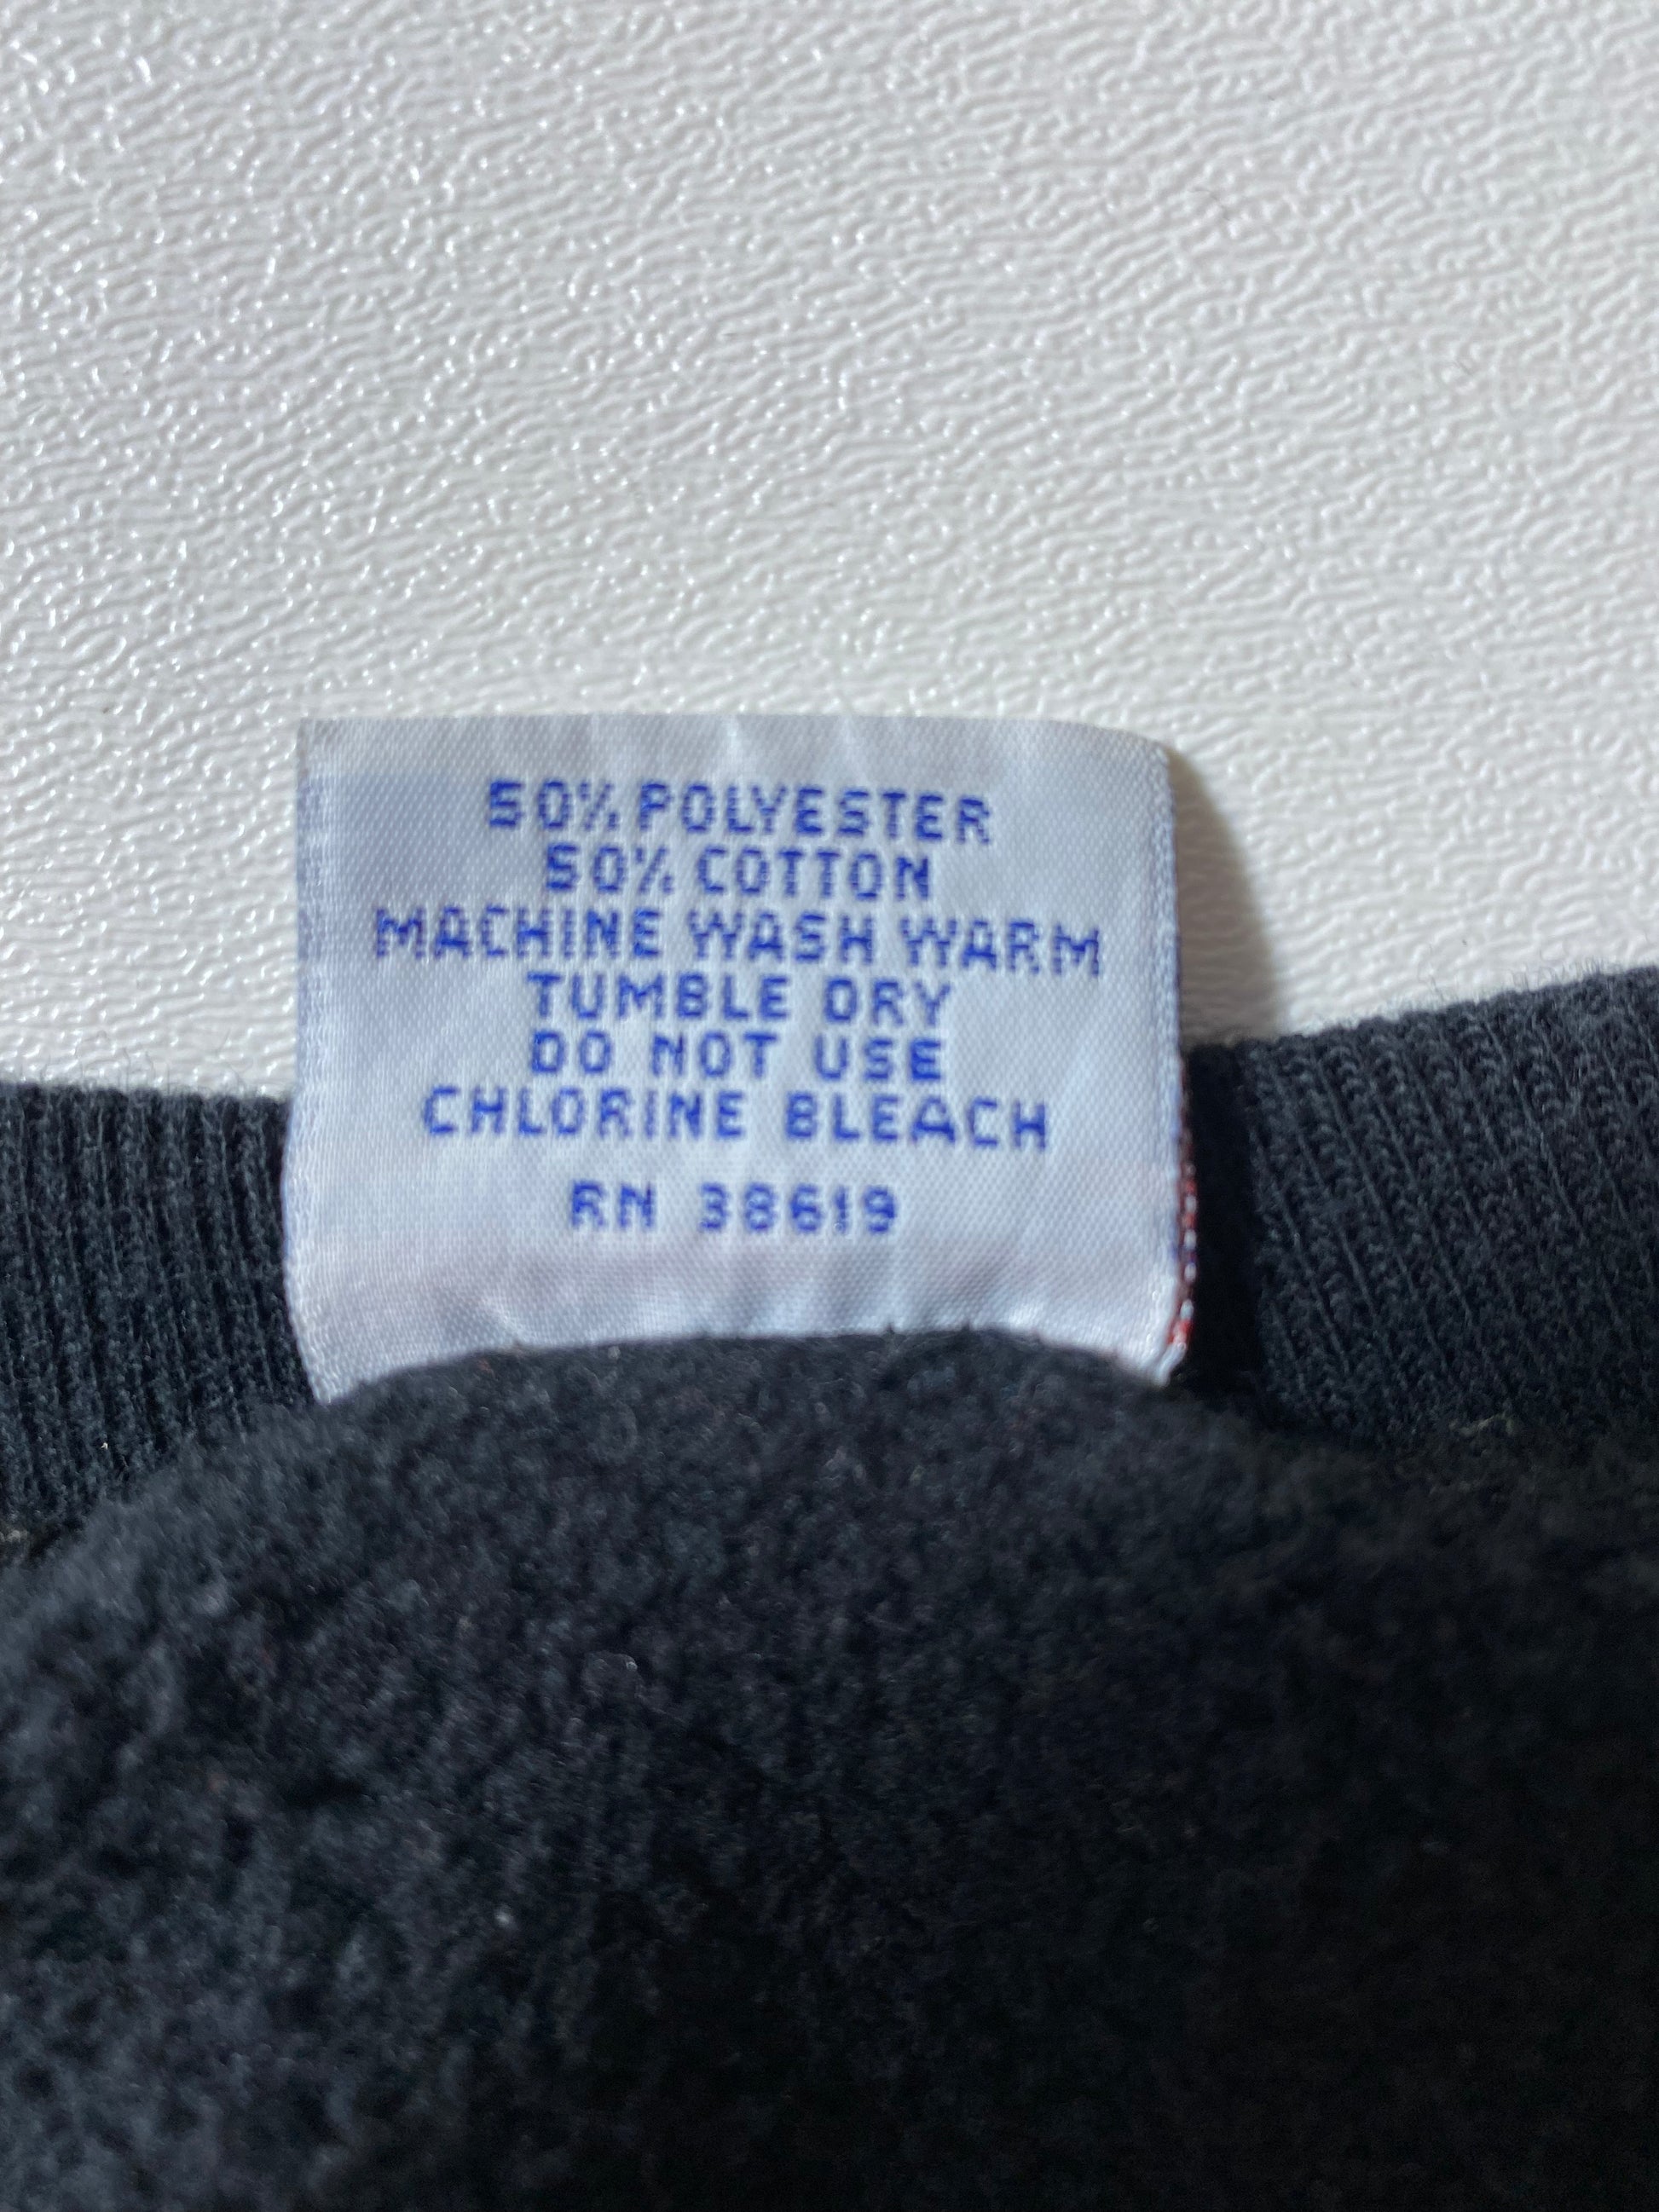 50% POLYESTER
50% COTTON
MACHINE WASH WARM
TUMBLE DRY
DO NOT USE
CHLORINE BLEACH
RN 38619